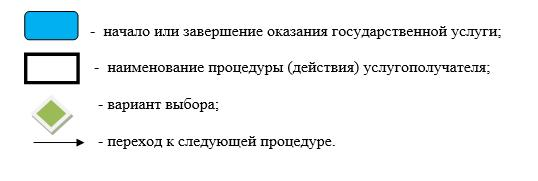 - начало или завершение оказания государственной услуги;
- наименование процедуры (действия) услугополучателя;
- вариант выбора;
- переход к следующей процедуре.